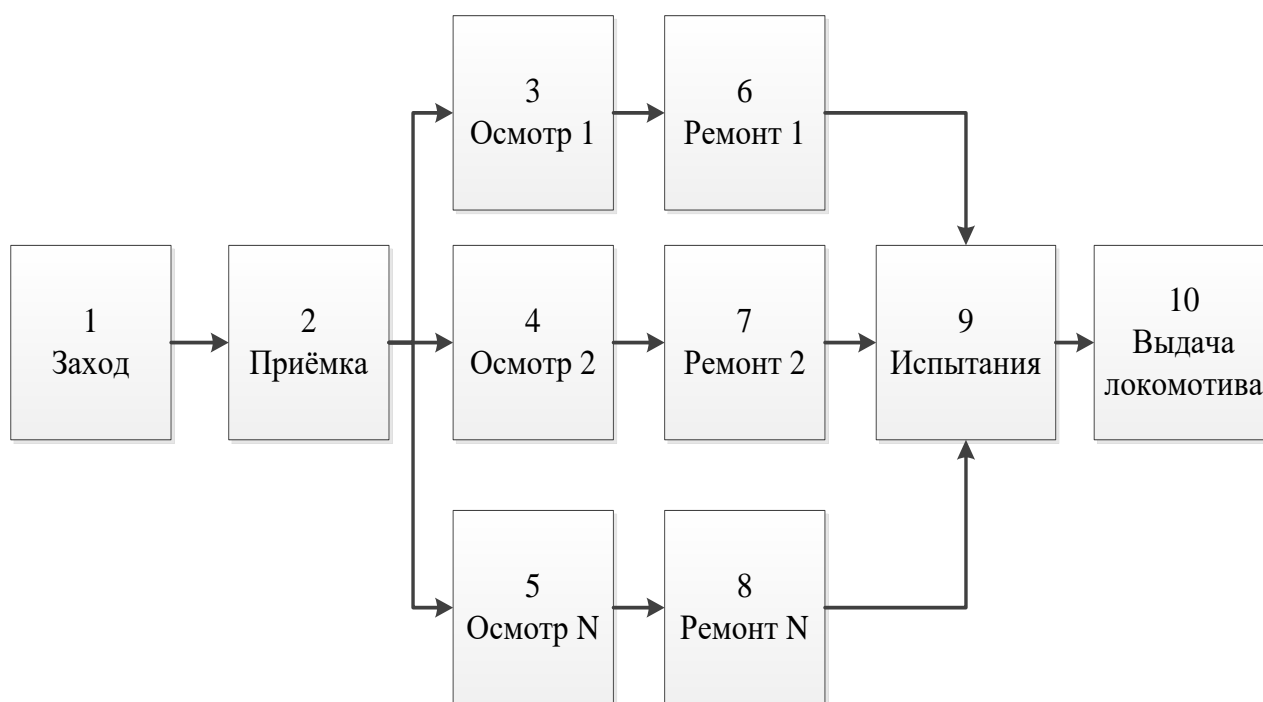 1
Заход
2
Приёмка
3
Осмотр 1
4
Осмотр 2
5
Осмотр N
6
Ремонт 1
7
Ремонт 2
8
Ремонт N
9
Испытания
10
Выдача
локомотива